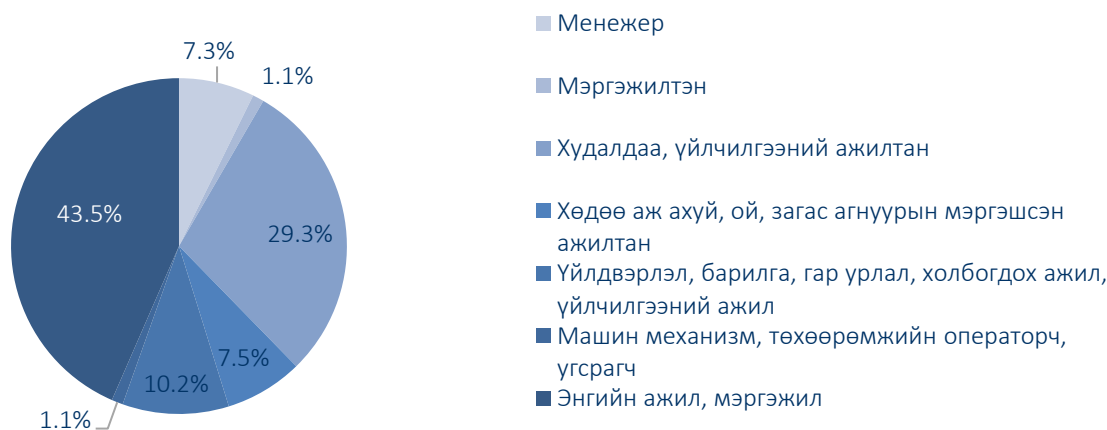 7.3%
1.1%
29.3%
7.5%
10.2%
1.1%
43.5%
Менежер
Мэргэжилтэн
Худалдаа, үйлчилгээний ажилтан
Хөдөө аж ахуй, ой, загас агнуурын мэргэшсэн
ажилтан
Үйлдвэрлэл, барилга, гар урлал, холбогдох ажил,
үйлчилгээний ажил
Машин механизм, төхөөрөмжийн операторч,
угсрагч
Энгийн ажил, мэргэжил